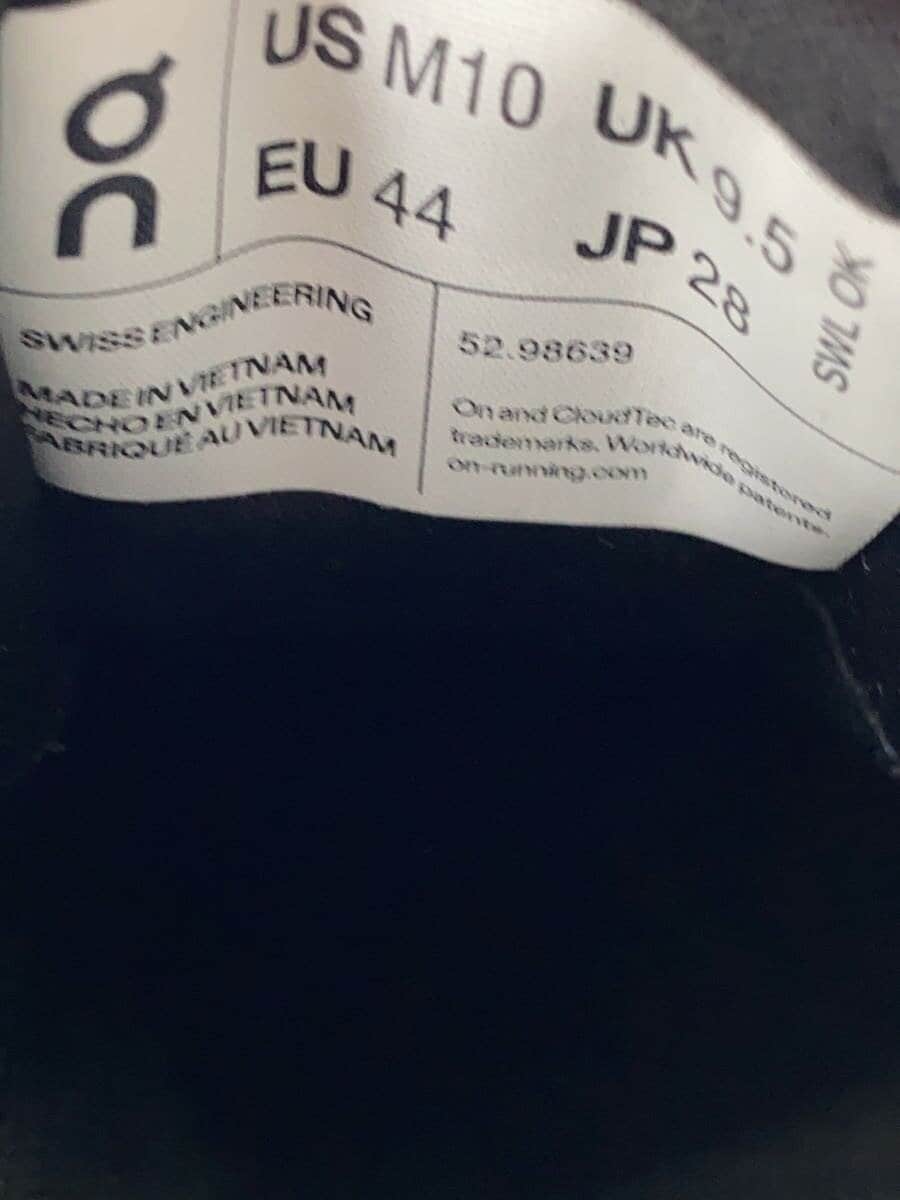 On
US M10 UK 9.5
EU 44 JP 28
SWL OK
SWISS ENGINEERING
MADE IN VIETNAM
HECHO EN VIETNAM
FABRIQUÉ AU VIETNAM
52.98639
On and CloudTec are registered
trademarks. Worldwide patents.
on-running.com